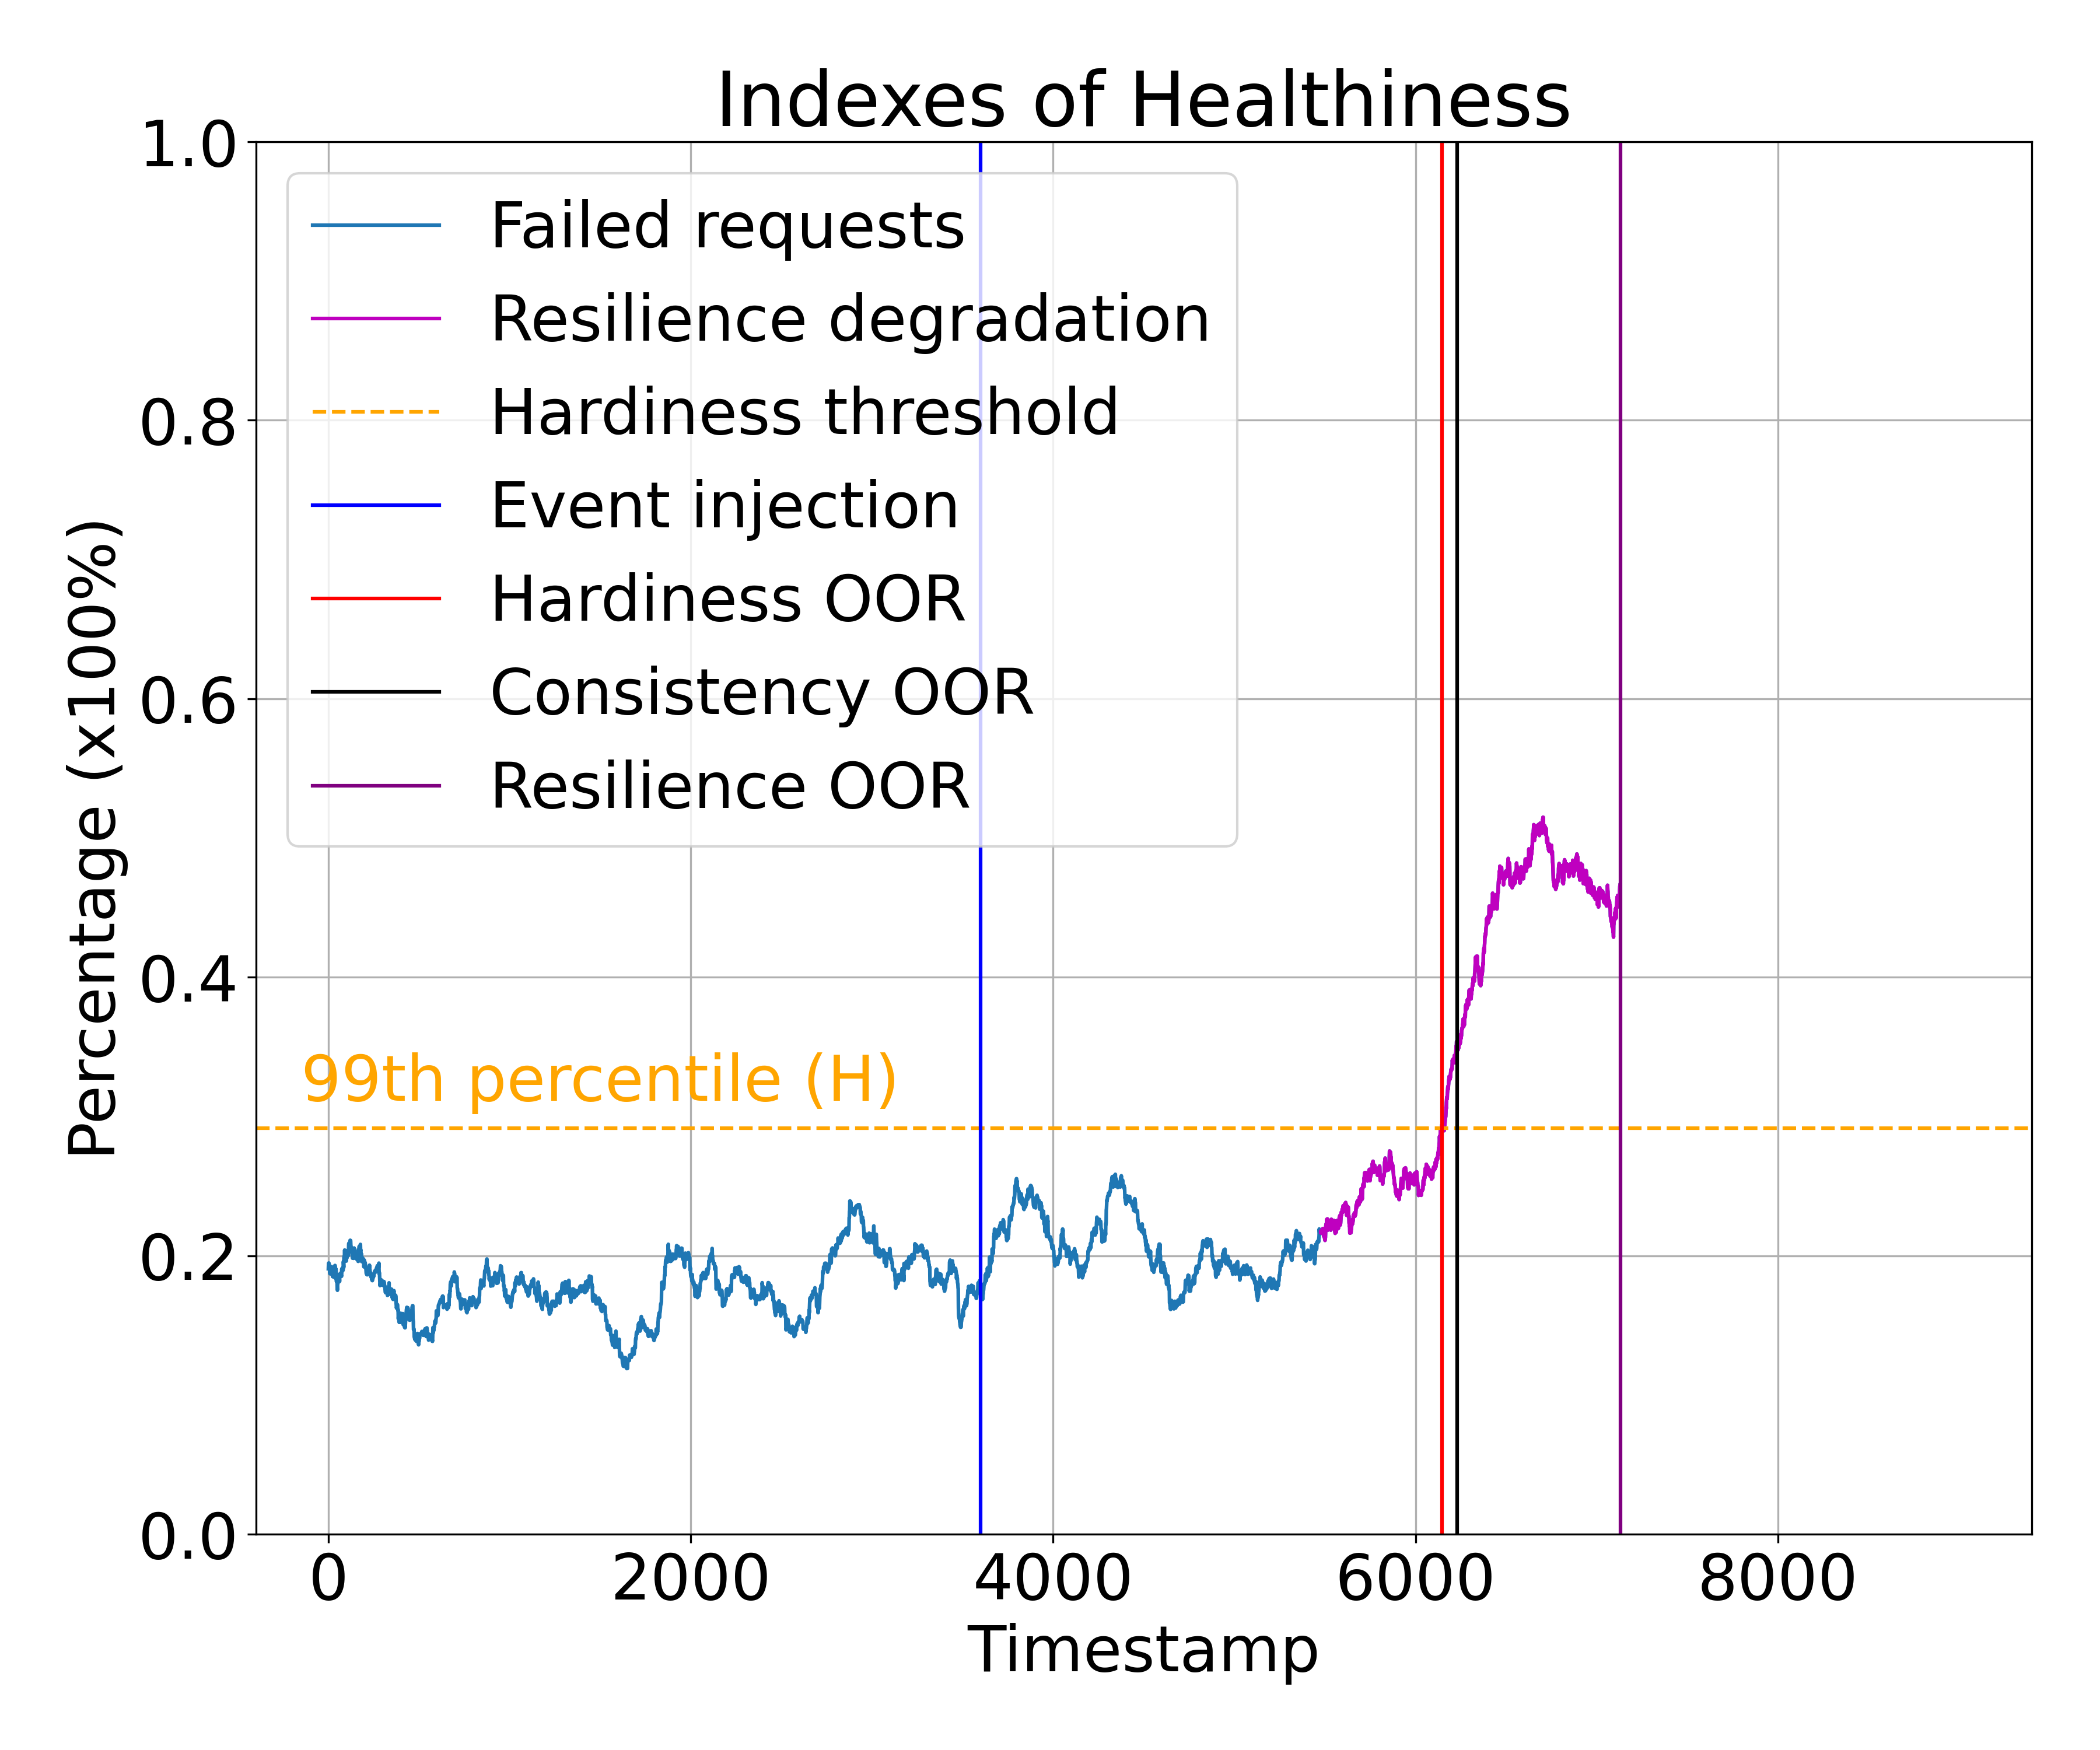 Indexes of Healthiness
1.0
0.8
0.6
0.4
0.2
0.0
Percentage (x100%)
Failed requests
Resilience degradation
Hardiness threshold
Event injection
Hardiness OOR
Consistency OOR
Resilience OOR
99th percentile (H)
0 2000 4000 6000 8000
Timestamp